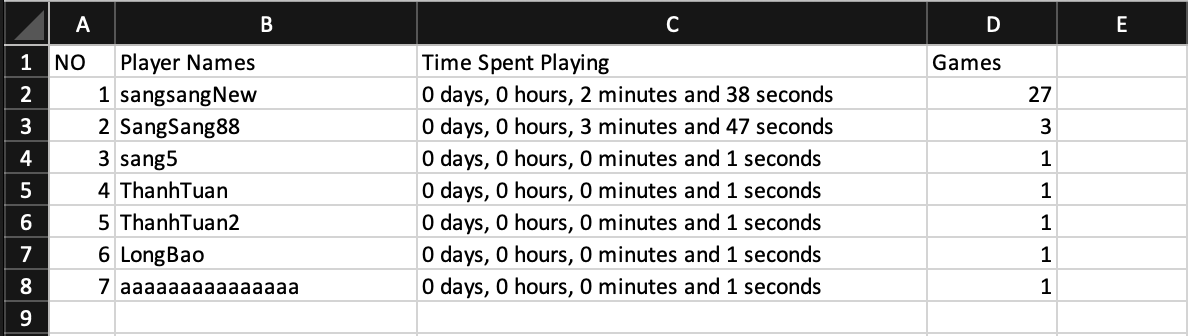 A B C D E
1 NO Player Names Time Spent Playing Games
2 1 sangsangNew 0 days, 0 hours, 2 minutes and 38 seconds 27
3 2 SangSang88 0 days, 0 hours, 3 minutes and 47 seconds 3
4 3 sang5 0 days, 0 hours, 0 minutes and 1 seconds 1
5 4 ThanhTuan 0 days, 0 hours, 0 minutes and 1 seconds 1
6 5 ThanhTuan2 0 days, 0 hours, 0 minutes and 1 seconds 1
7 6 LongBao 0 days, 0 hours, 0 minutes and 1 seconds 1
8 7 aaaaaaaaaaaaaaa 0 days, 0 hours, 0 minutes and 1 seconds 1
9